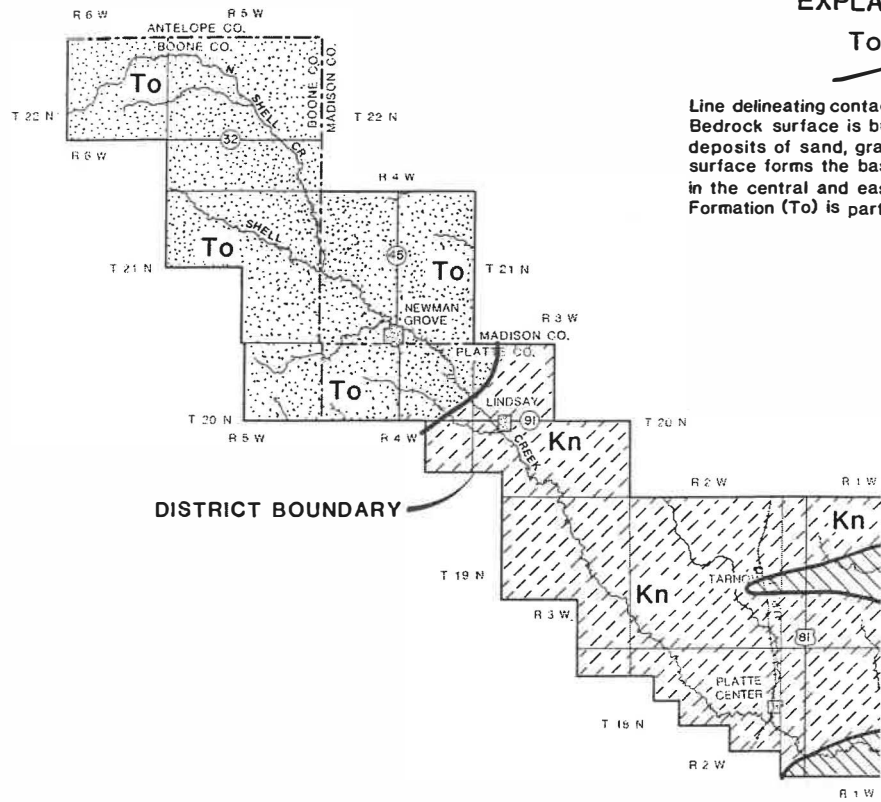 EXPLA
To
Line delineating contac
Bedrock surface is b
deposits of sand, gra
surface forms the bas
in the central and eas
Formation (To) is part
R 6 W
R 5 W
ANTELOPE CO.
BOONE CO.
To
N
SHELL
CR.
BOONE CO.
MADISON CO.
T 22 N
T 22 N
32
R 6 W
R 4 W
SHELL
To
45
To
T 21 N
T 21 N
NEWMAN
GROVE
R 3 W
MADISON CO.
PLATTE CO.
To
LINDSAY
91
T 20 N
T 20 N
R 5 W
R 4 W
CREEK
Kn
R 2 W
R 1 W
DISTRICT BOUNDARY
Kn
T 19 N
TARNO
Kn
R 3 W
81
PLATTE
CENTER
T 18 N
R 2 W
R 1 W